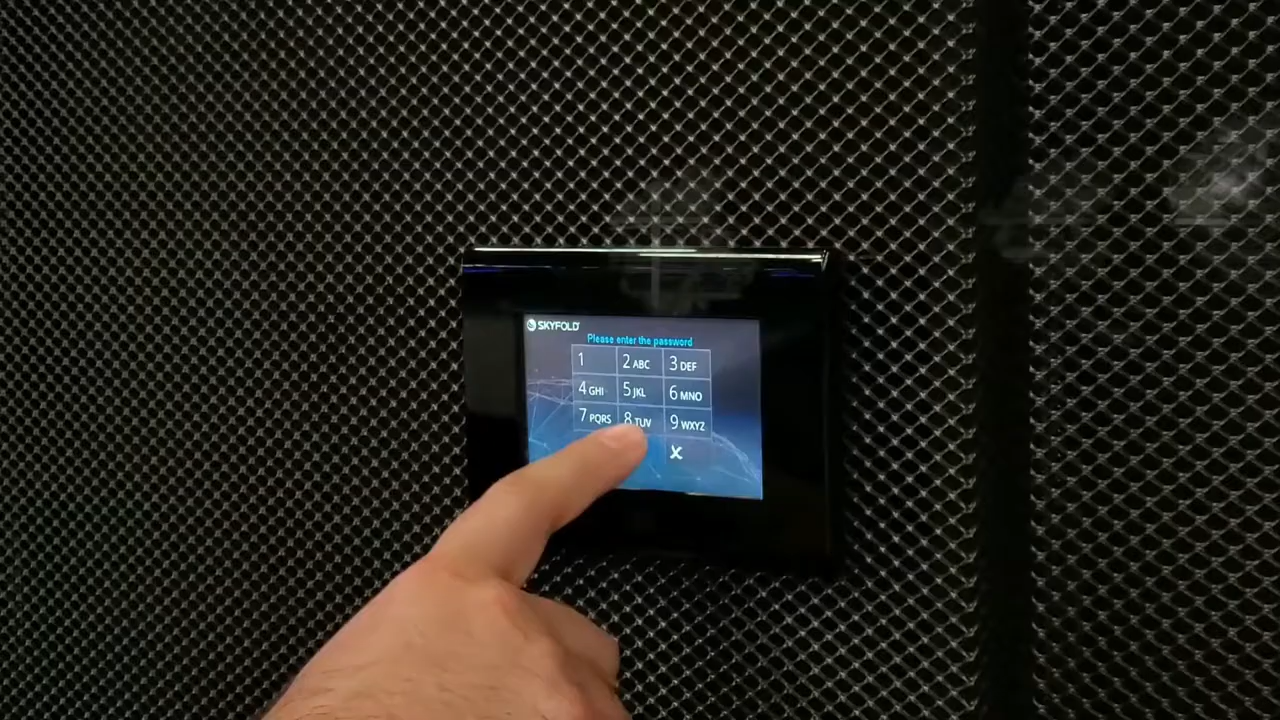 SKYFOLD
Please enter the password
1 2 ABC 3 DEF
4 GHI 5 JKL 6 MNO
7 PQRS 8 TUV 9 WXYZ
X